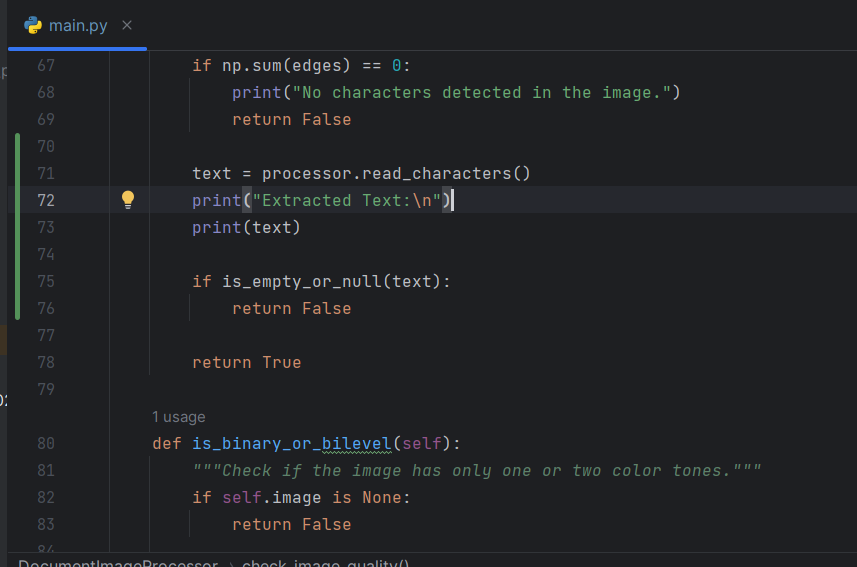 main.py
67 if np.sum(edges) == 0:
68 print("No characters detected in the image.")
69 return False
70
71 text = processor.read_characters()
72 print("Extracted Text:\n")
73 print(text)
74
75 if is_empty_or_null(text):
76 return False
77
78 return True
79
1 usage
80 def is_binary_or_bilevel(self):
81 """Check if the image has only one or two color tones."""
82 if self.image is None:
83 return False
84
DocumentImageProcessor > check_image_quality()